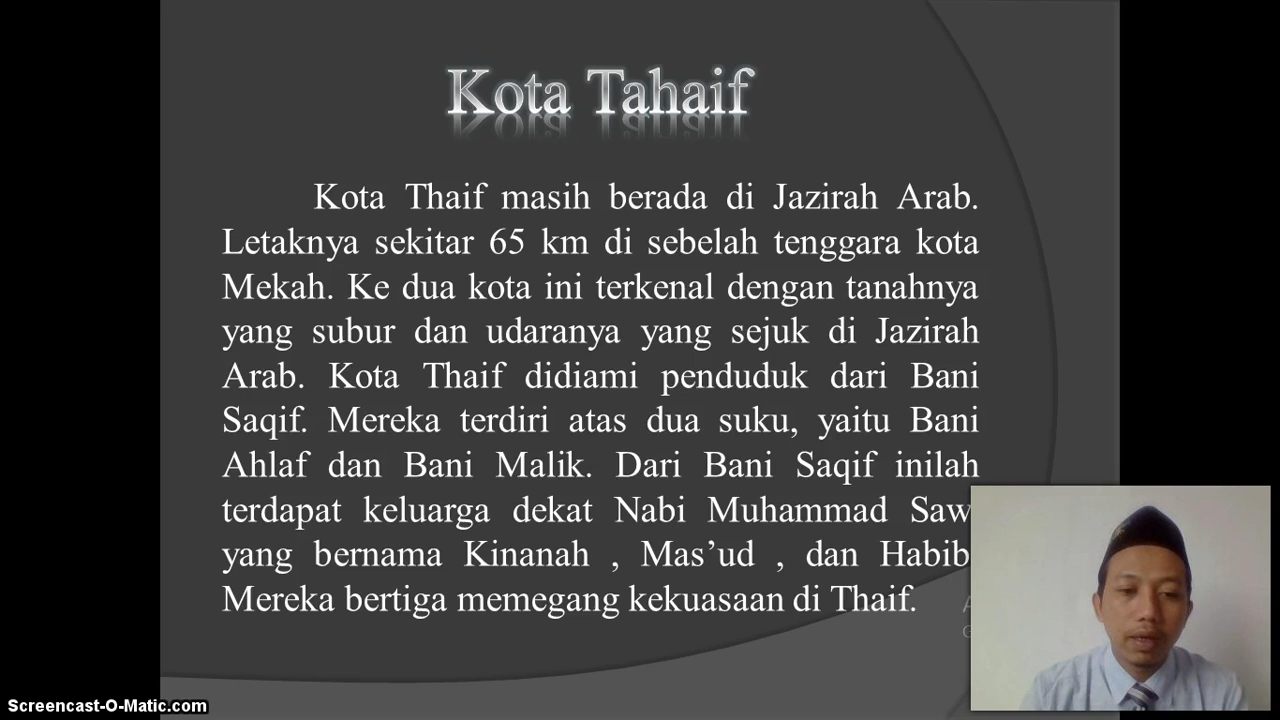 Kota Tahaif
Kota Thaif masih berada di Jazirah Arab.
Letaknya sekitar 65 km di sebelah tenggara kota
Mekah. Ke dua kota ini terkenal dengan tanahnya
yang subur dan udaranya yang sejuk di Jazirah
Arab. Kota Thaif didiami penduduk dari Bani
Saqif. Mereka terdiri atas dua suku, yaitu Bani
Ahlaf dan Bani Malik. Dari Bani Saqif inilah
terdapat keluarga dekat Nabi Muhammad Saw
yang bernama Kinanah , Mas’ud , dan Habib
Mereka bertiga memegang kekuasaan di Thaif.
Screencast-O-Matic.com